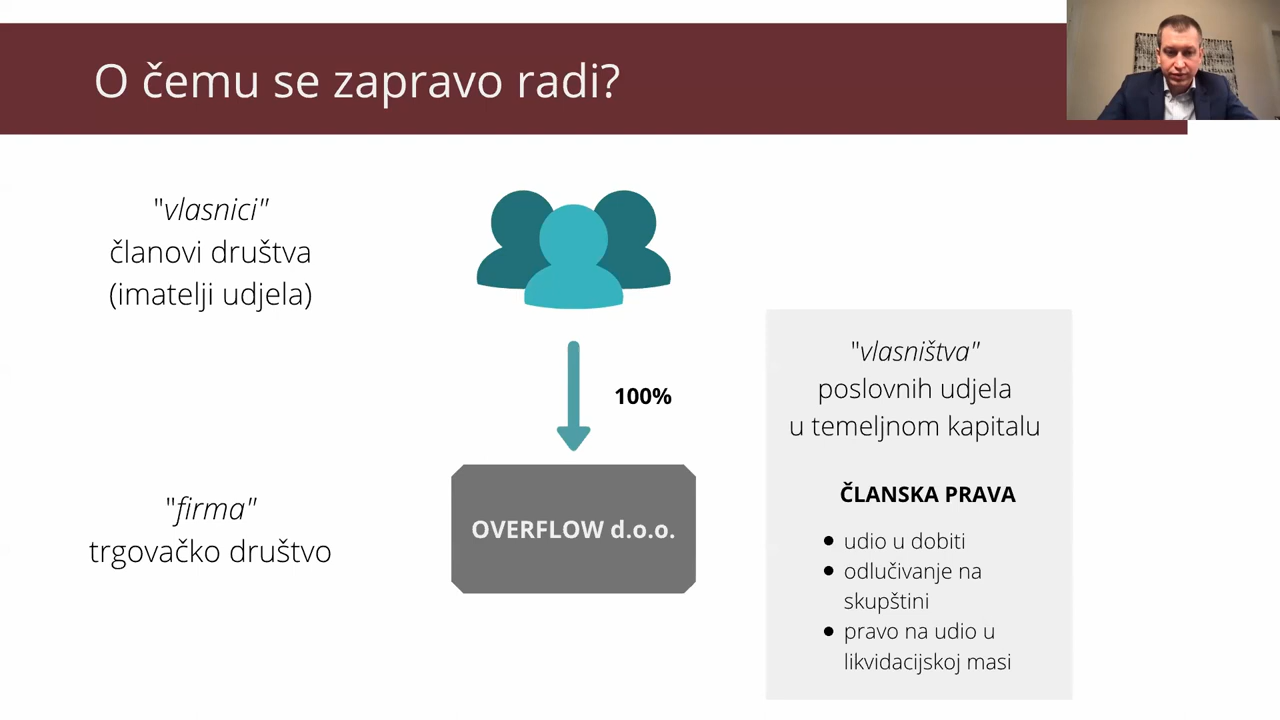 O čemu se zapravo radi?
"vlasnici"
članovi društva
(imatelji udjela)
100%
"firma"
trgovačko društvo
OVERFLOW d.o.o.
"vlasništva"
poslovnih udjela
u temeljnom kapitalu
ČLANSKA PRAVA
• udio u dobiti
• odlučivanje na
skupštini
• pravo na udio u
likvidacijskoj masi